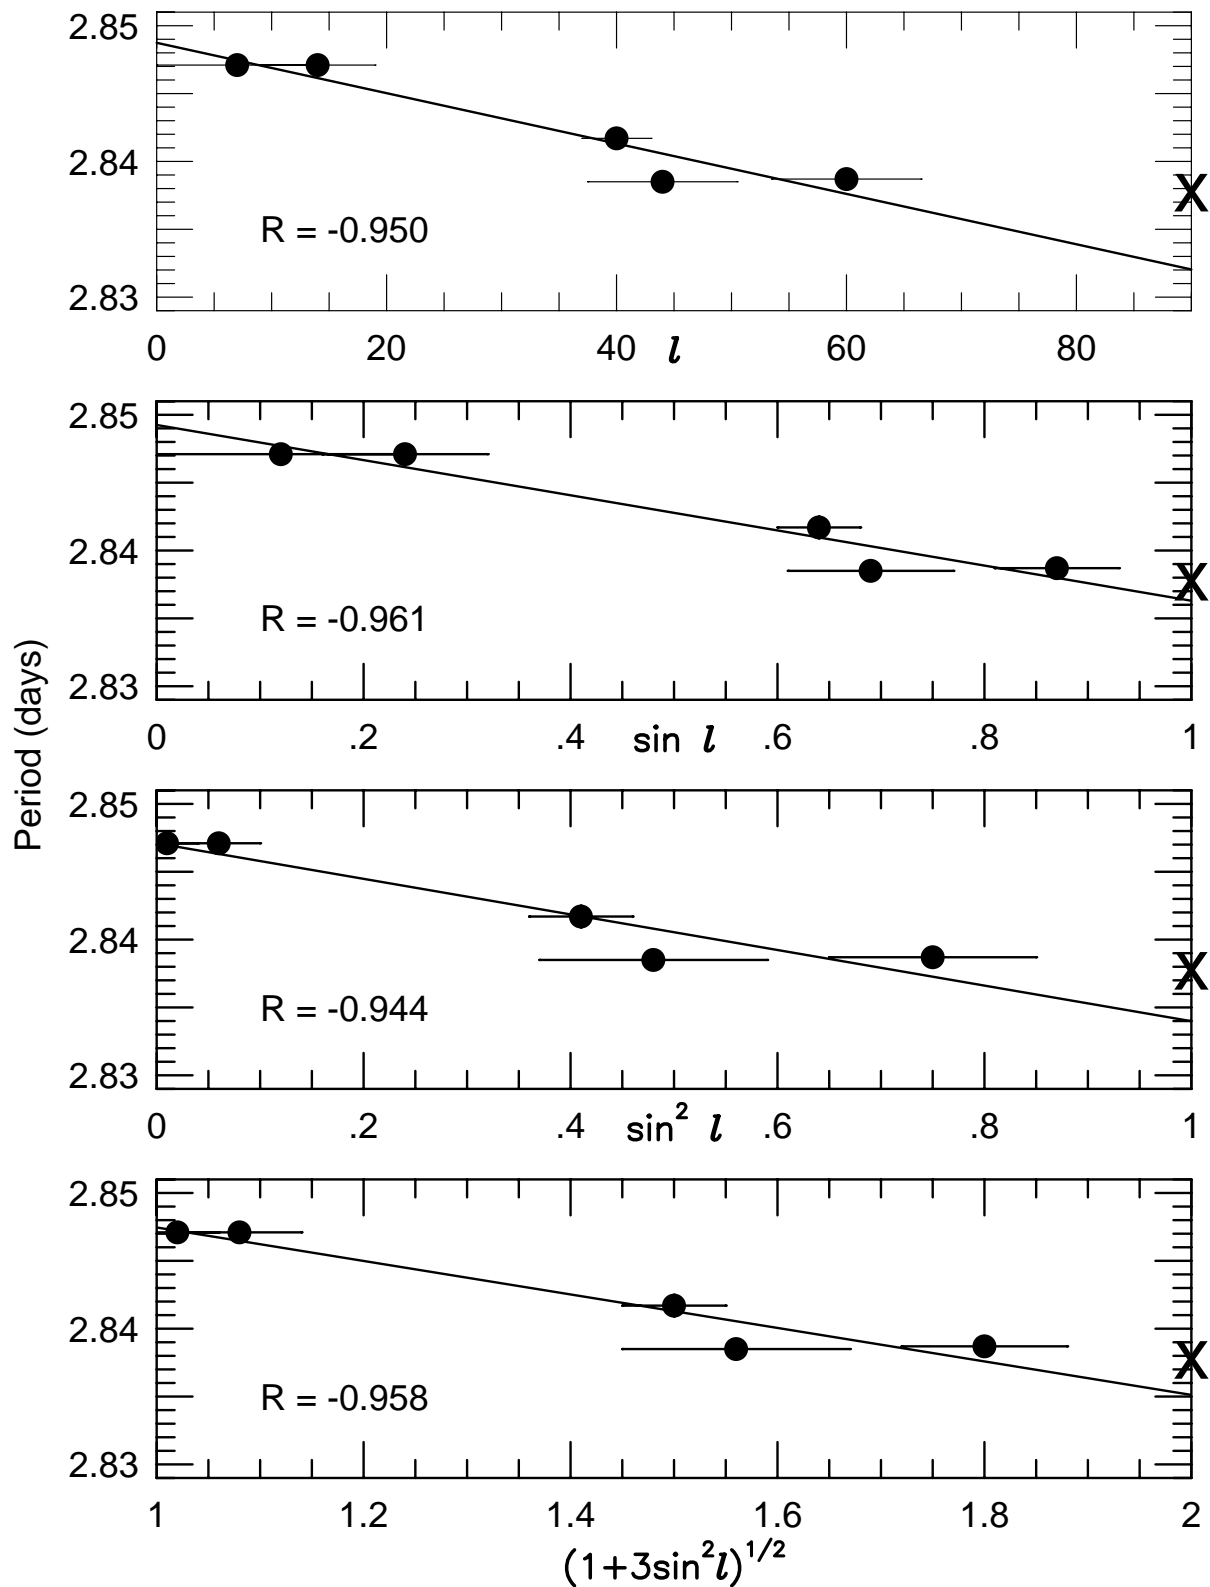 2.85
2.84
2.83
R = -0.950
X
0 20 40 l 60 80
2.85
2.84
2.83
R = -0.961
X
0 .2 .4 sin l .6 .8 1
Period (days)
2.85
2.84
2.83
R = -0.944
X
0 .2 .4 sin² l .6 .8 1
2.85
2.84
2.83
R = -0.958
X
1 1.2 1.4 1.6 1.8 2
(1+3sin²l)^1/2